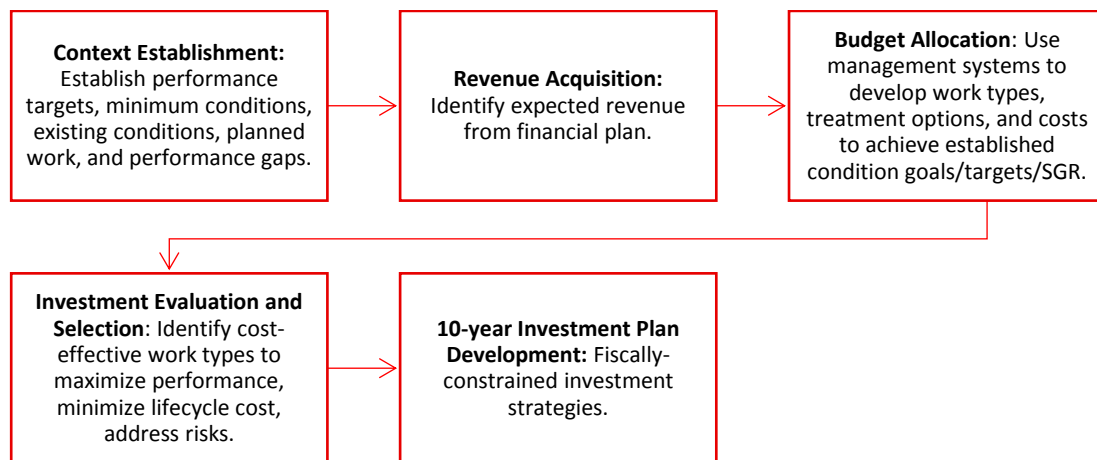 Context Establishment:
Establish performance
targets, minimum conditions,
existing conditions, planned
work, and performance gaps.
Revenue Acquisition:
Identify expected revenue
from financial plan.
Budget Allocation: Use
management systems to
develop work types,
treatment options, and costs
to achieve established
condition goals/targets/SGR.
Investment Evaluation and
Selection: Identify cost-
effective work types to
maximize performance,
minimize lifecycle cost,
address risks.
10-year Investment Plan
Development: Fiscally-
constrained investment
strategies.